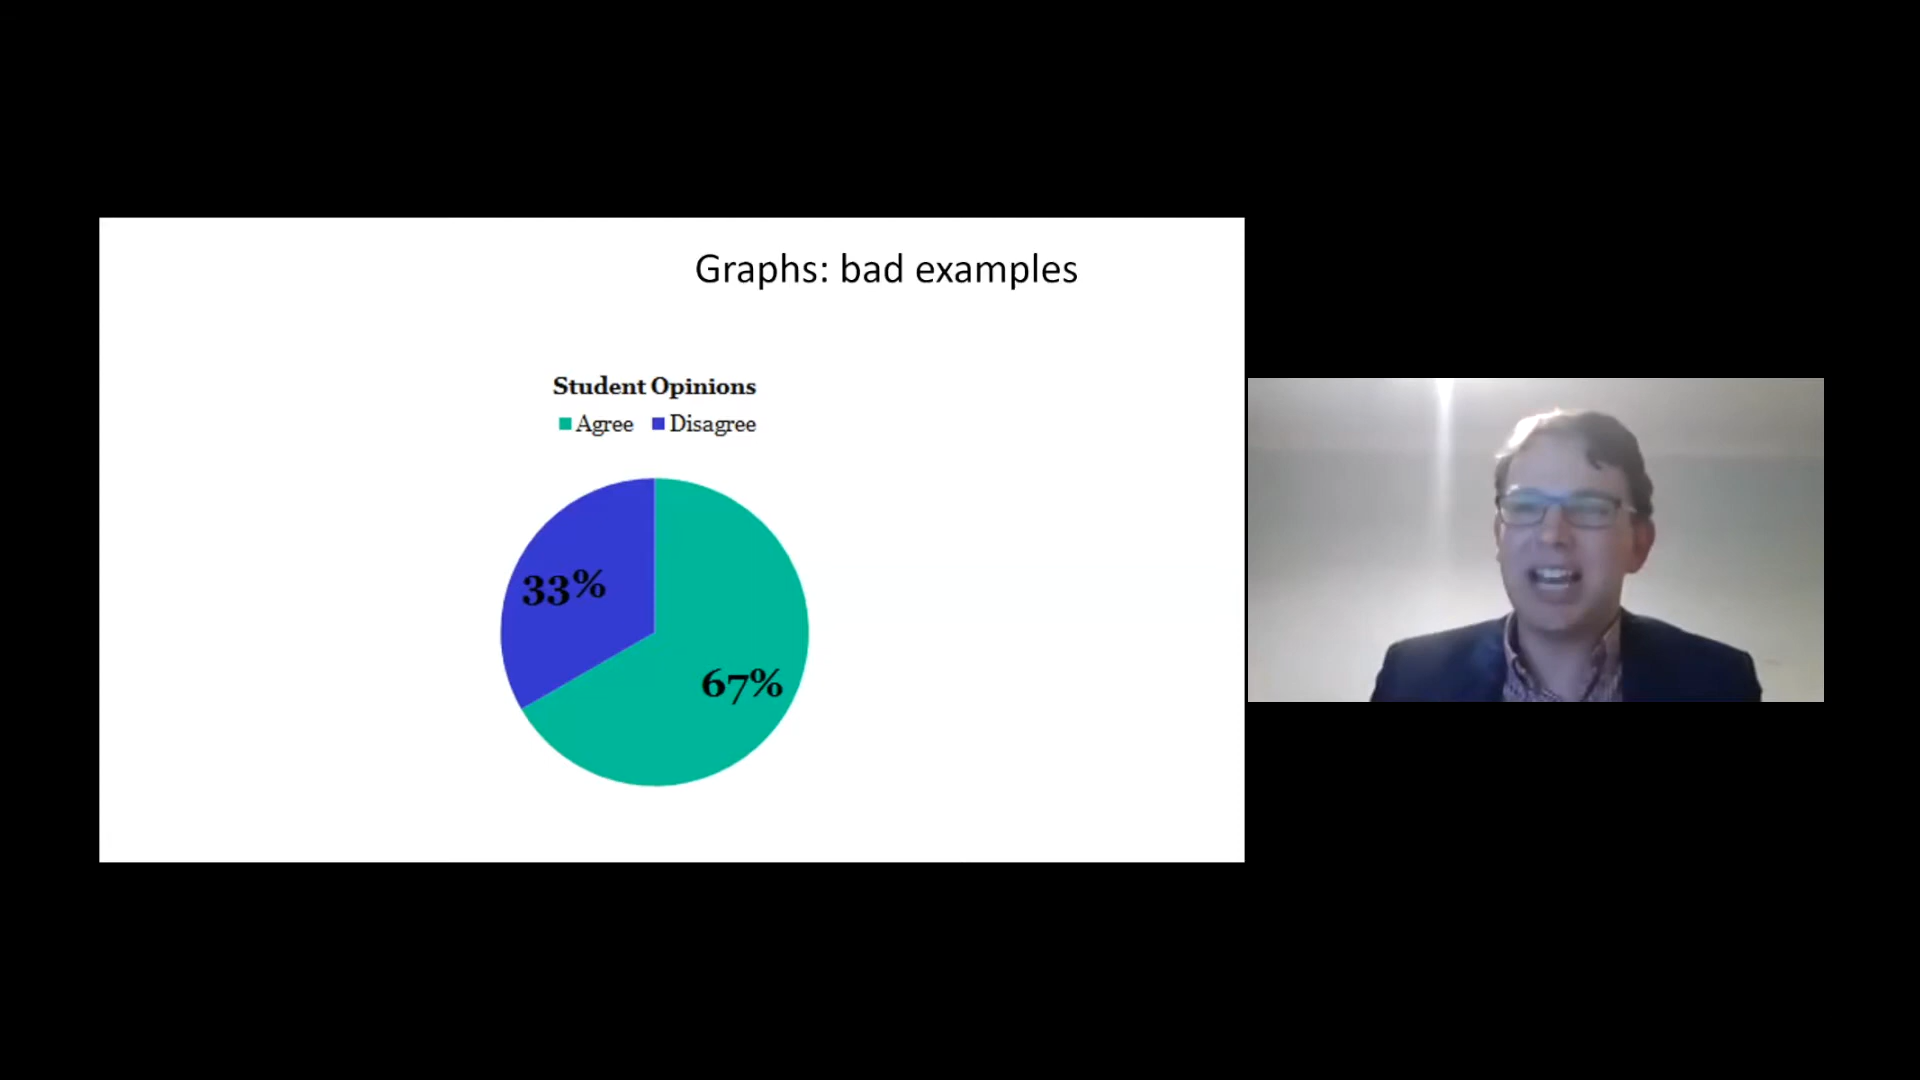 Graphs: bad examples
Student Opinions
Agree Disagree
33%
67%